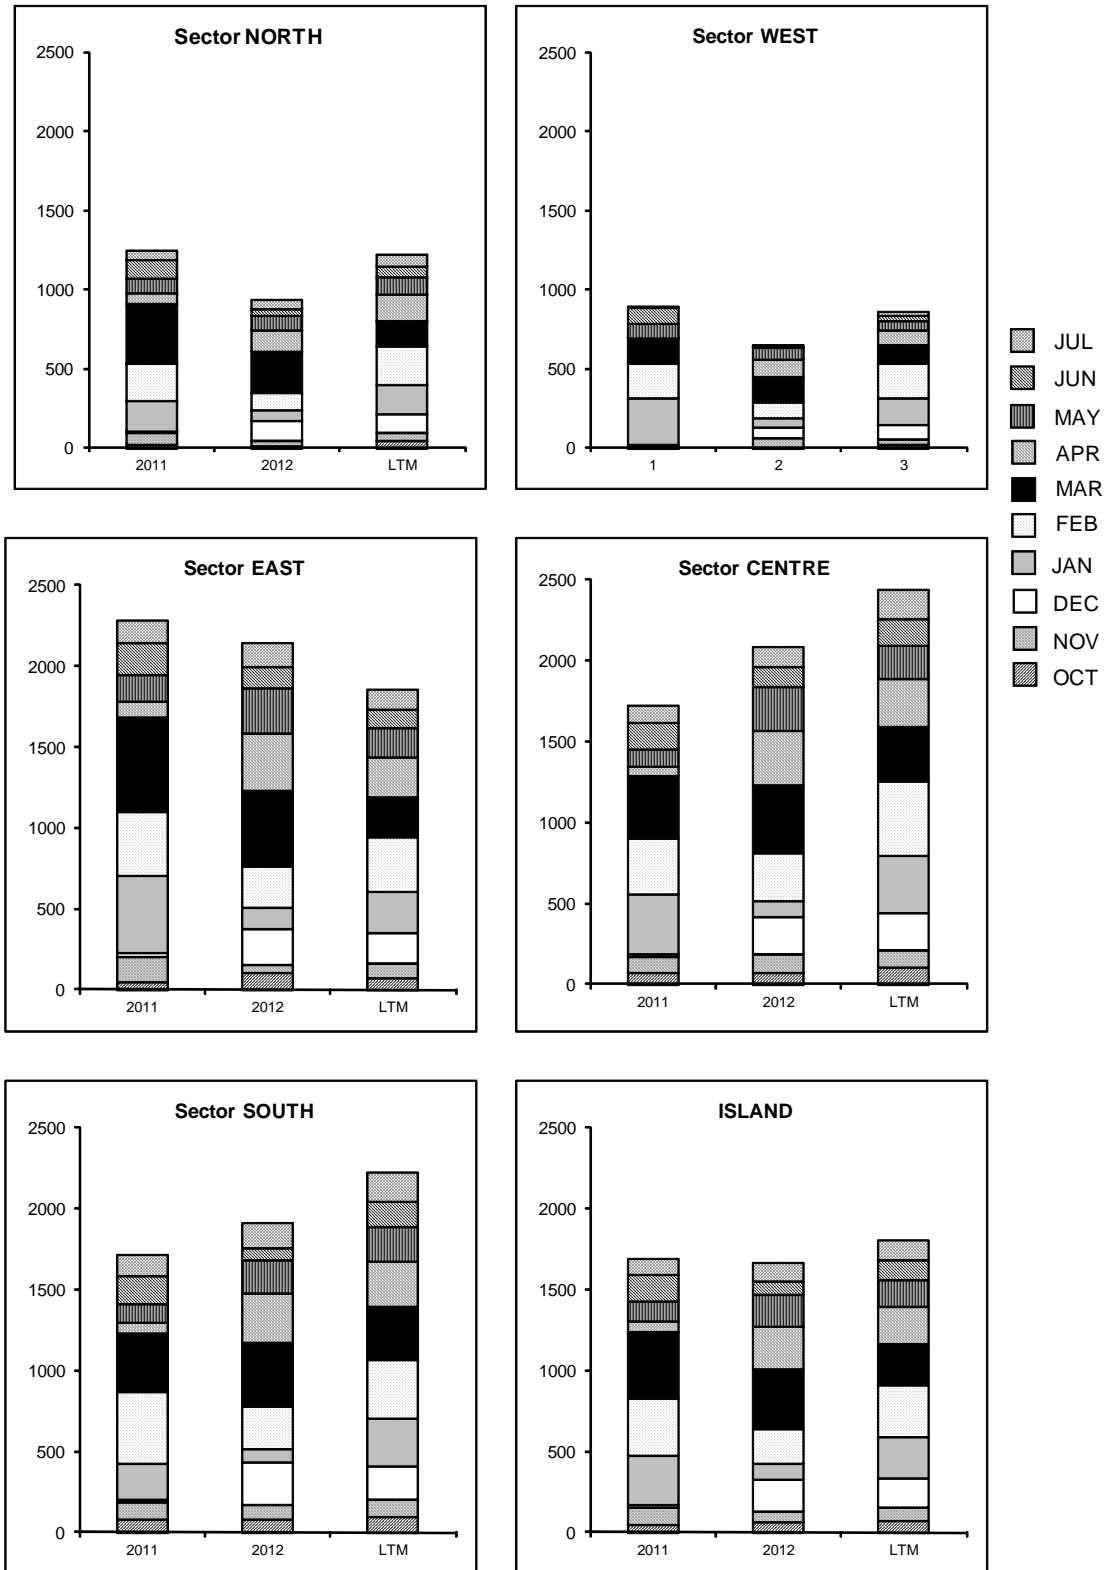 Sector NORTH
2500
2000
1500
1000
500
0
2011 2012 LTM
Sector WEST
2500
2000
1500
1000
500
0
1 2 3
JUL
JUN
MAY
APR
MAR
FEB
JAN
DEC
NOV
OCT
Sector EAST
2500
2000
1500
1000
500
0
2011 2012 LTM
Sector CENTRE
2500
2000
1500
1000
500
0
2011 2012 LTM
Sector SOUTH
2500
2000
1500
1000
500
0
2011 2012 LTM
ISLAND
2500
2000
1500
1000
500
0
2011 2012 LTM